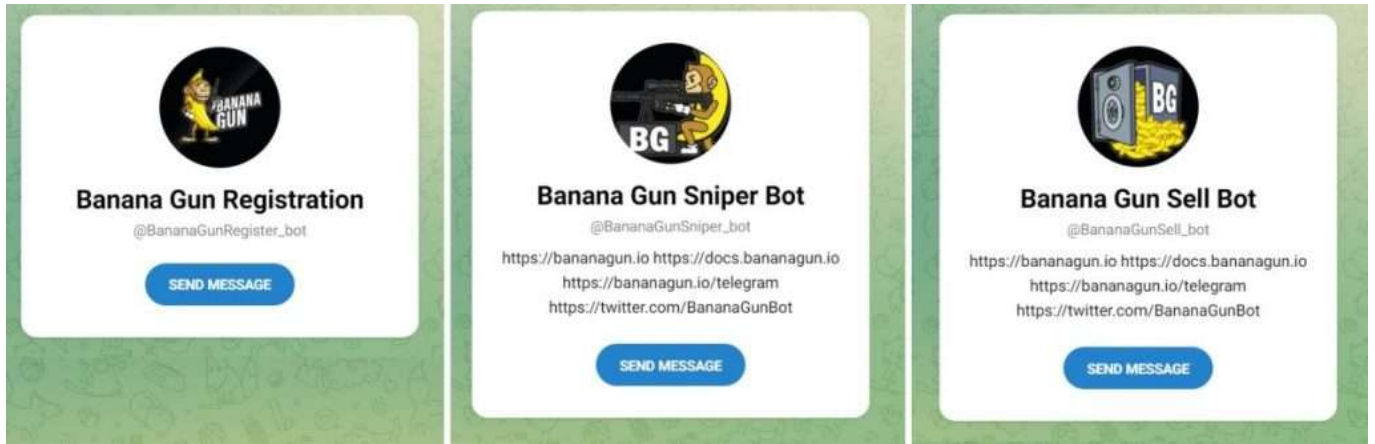 BANANA
GUN
Banana Gun Registration
@BananaGunRegister_bot
SEND MESSAGE
BG
Banana Gun Sniper Bot
@BananaGunSniper_bot
https://bananagun.io https://docs.bananagun.io
https://bananagun.io/telegram
https://twitter.com/BananaGunBot
SEND MESSAGE
BG
Banana Gun Sell Bot
@BananaGunSell_bot
https://bananagun.io https://docs.bananagun.io
https://bananagun.io/telegram
https://twitter.com/BananaGunBot
SEND MESSAGE